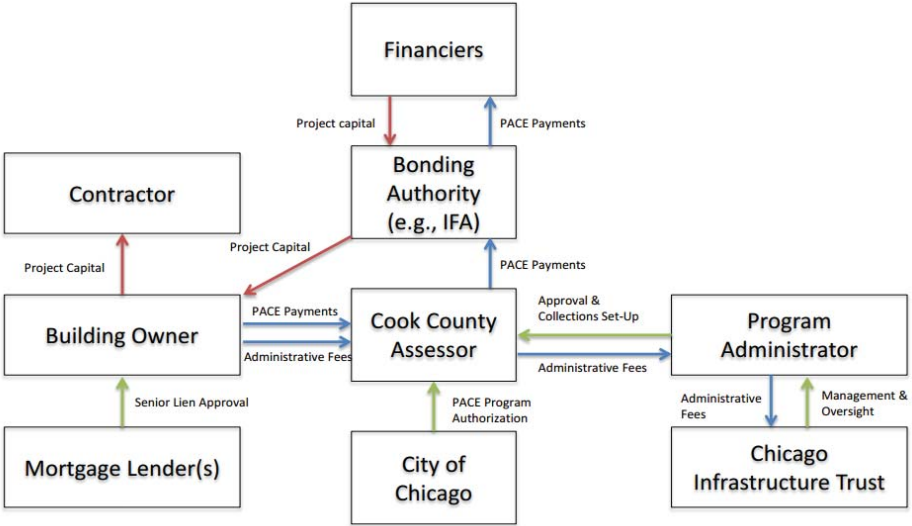 Financiers
Project capital
PACE Payments
Bonding
Authority
(e.g., IFA)
Contractor
Project Capital
Project Capital
PACE Payments
Building Owner
PACE Payments
Administrative Fees
Cook County
Assessor
Approval &
Collections Set-Up
Administrative Fees
Program
Administrator
Senior Lien Approval
PACE Program
Authorization
Administrative
Fees
Management &
Oversight
Mortgage Lender(s)
City of
Chicago
Chicago
Infrastructure Trust